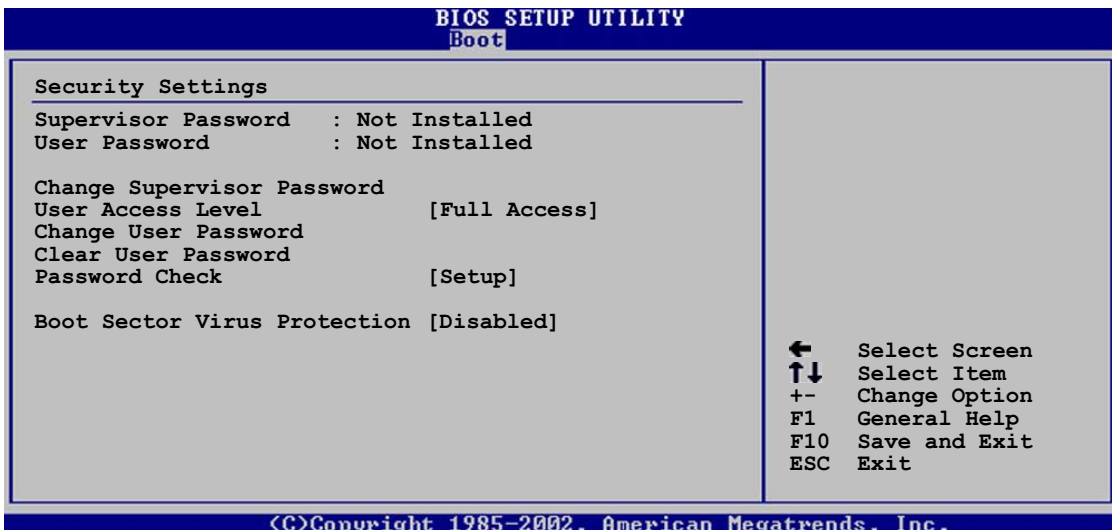 BIOS SETUP UTILITY
Boot
Security Settings
Supervisor Password : Not Installed
User Password : Not Installed
Change Supervisor Password
User Access Level [Full Access]
Change User Password
Clear User Password
Password Check [Setup]
Boot Sector Virus Protection [Disabled]
← Select Screen
↑↓ Select Item
+- Change Option
F1 General Help
F10 Save and Exit
ESC Exit
(C)Copyright 1985-2002, American Megatrends, Inc.